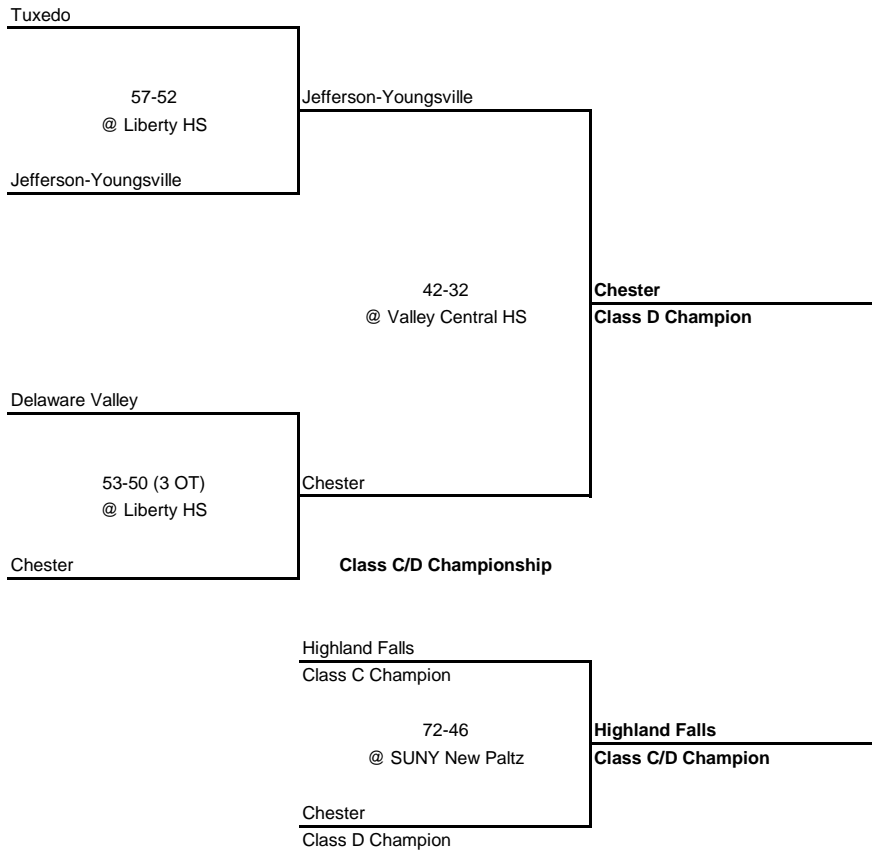 Tuxedo
57-52
@ Liberty HS
Jefferson-Youngsville
Jefferson-Youngsville
42-32
@ Valley Central HS
Chester
Class D Champion
Delaware Valley
53-50 (3 OT)
@ Liberty HS
Chester
Chester
Class C/D Championship
Highland Falls
Class C Champion
72-46
@ SUNY New Paltz
Highland Falls
Class C/D Champion
Chester
Class D Champion